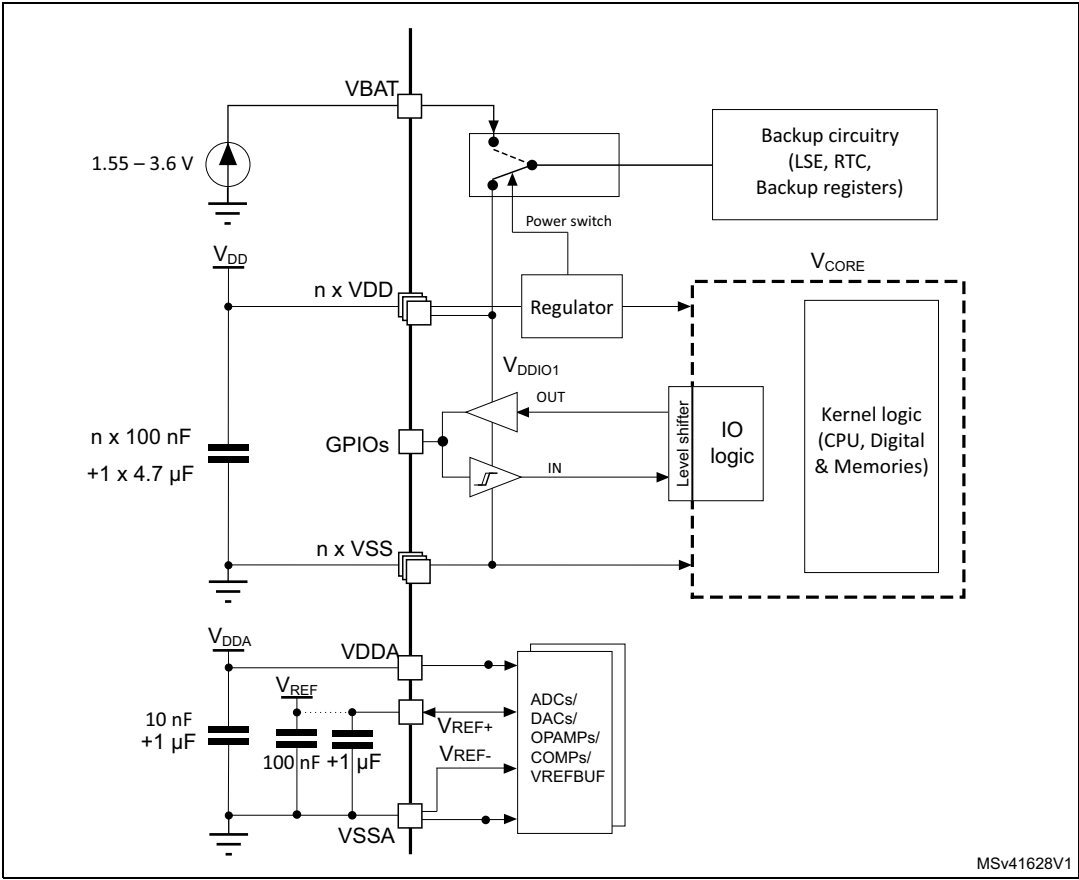 VBAT
1.55 – 3.6 V
Backup circuitry
(LSE, RTC,
Backup registers)
Power switch
VDD
n x VDD
Regulator
VCORE
VDDIO1
OUT
GPIOs
IN
Level shifter
IO
logic
Kernel logic
(CPU, Digital
& Memories)
n x 100 nF
+1 x 4.7 µF
n x VSS
VDDA
VDDA
VREF
10 nF
+1 µF
100 nF
+1 µF
VREF+
VREF-
ADCs/
DACs/
OPAMPs/
COMPs/
VREFBUF
VSSA
MSv41628V1